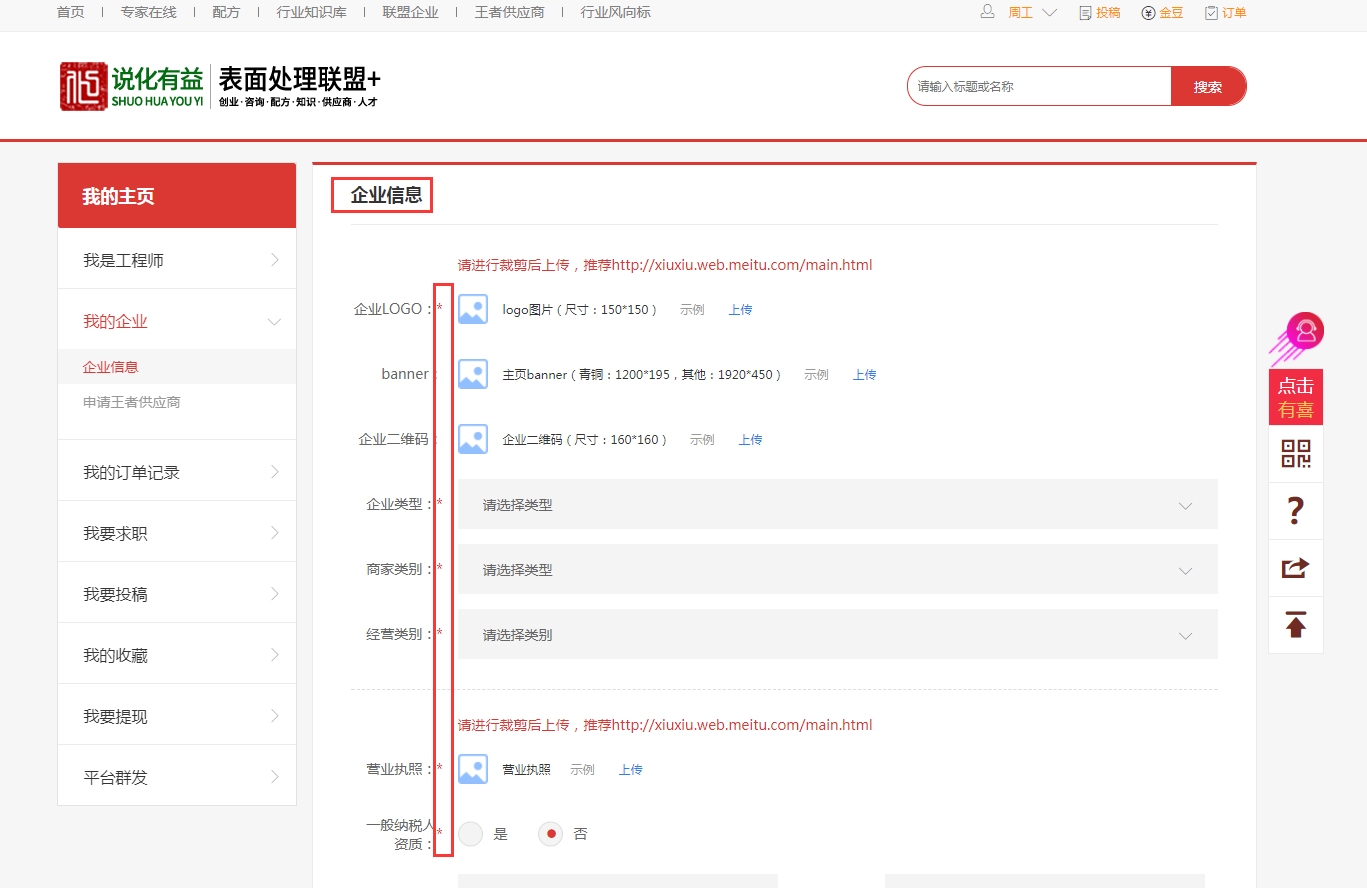 首页 | 专家在线 | 配方 | 行业知识库 | 联盟企业 | 王者供应商 | 行业风向标 周工 投稿 金豆 订单
说化有益 表面处理联盟+
SHUO HUA YOU YI 创业·咨询·配方·知识·供应商·人才
请输入标题或名称 搜索
我的主页
我是工程师
我的企业
企业信息
申请王者供应商
我的订单记录
我要求职
我要投稿
我的收藏
我要提现
平台群发
企业信息
请进行裁剪后上传，推荐http://xiuxiu.web.meitu.com/main.html
企业LOGO：* logo图片（尺寸：150*150） 示例 上传
banner： 主页banner（青铜：1200*195，其他：1920*450） 示例 上传
企业二维码： 企业二维码（尺寸：160*160） 示例 上传
企业类型：* 请选择类型
商家类别：* 请选择类型
经营类别：* 请选择类别
请进行裁剪后上传，推荐http://xiuxiu.web.meitu.com/main.html
营业执照：* 营业执照 示例 上传
一般纳税人
资质：* 是 否
点击
有喜
?